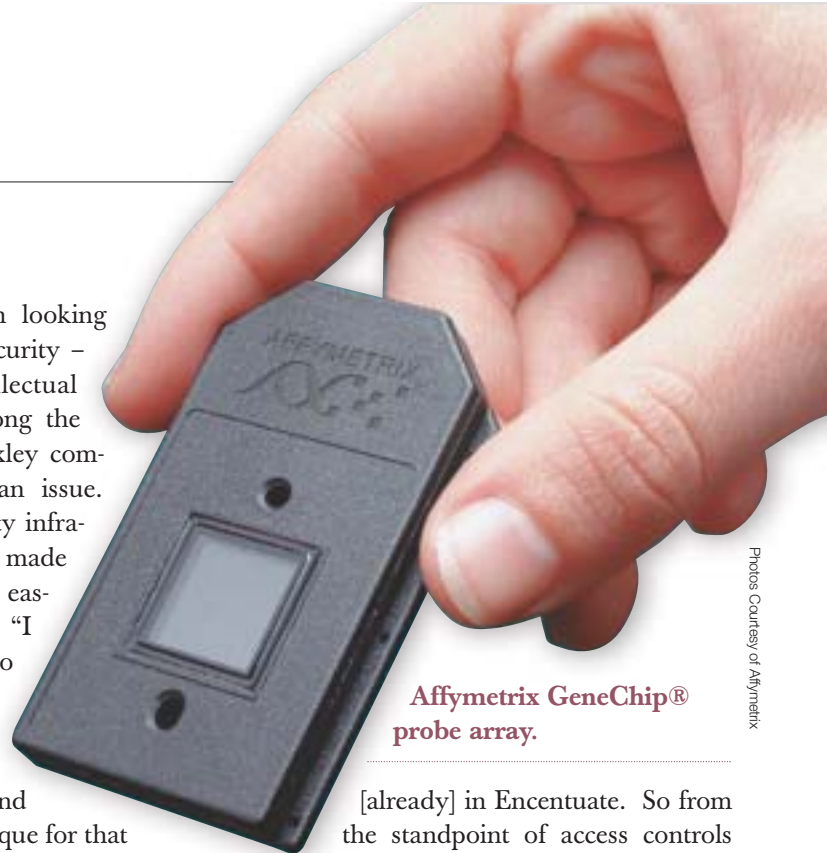 n looking
curity –
llectual
ong the
kley com-
an issue.
ty infra-
made
eas-
“I
o
nd
que for that
AFFYMETRIX
Photos Courtesy of Affymetrix
Affymetrix GeneChip®
probe array.
[already] in Encentuate. So from
the standpoint of access controls